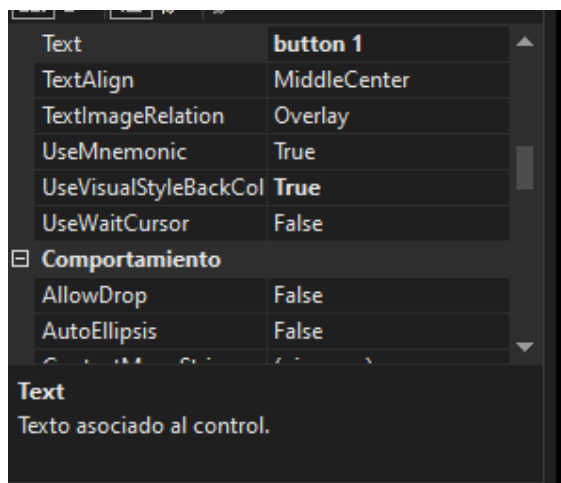 Text button 1
TextAlign MiddleCenter
TextImageRelation Overlay
UseMnemonic True
UseVisualStyleBackCol True
UseWaitCursor False
Comportamiento
AllowDrop False
AutoEllipsis False
Text
Texto asociado al control.